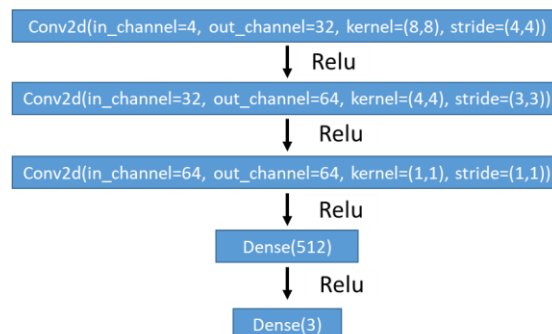 Conv2d(in_channel=4, out_channel=32, kernel=(8,8), stride=(4,4))
Relu
Conv2d(in_channel=32, out_channel=64, kernel=(4,4), stride=(3,3))
Relu
Conv2d(in_channel=64, out_channel=64, kernel=(1,1), stride=(1,1))
Relu
Dense(512)
Relu
Dense(3)